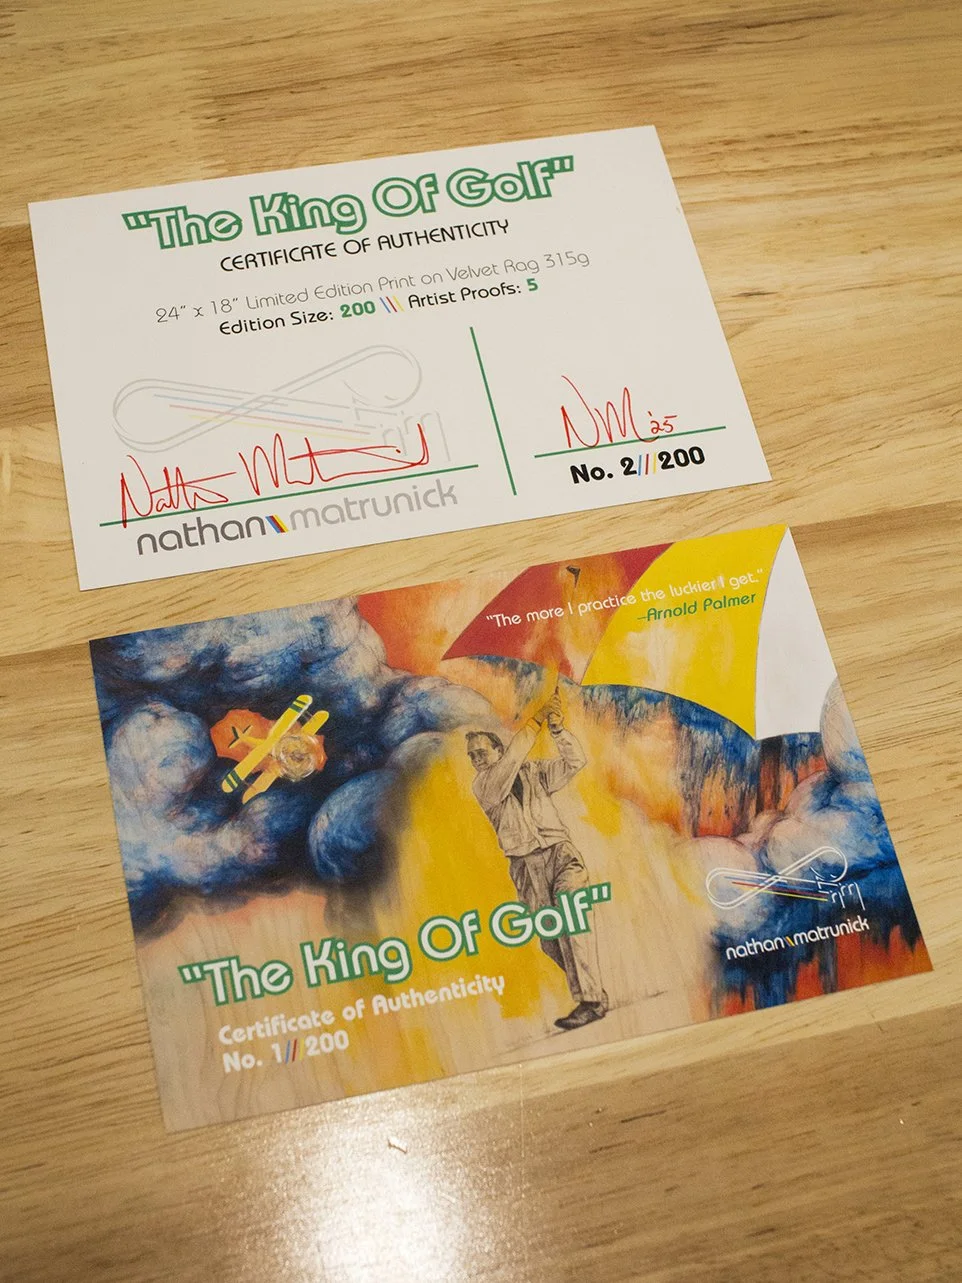 "The King Of Golf"
CERTIFICATE OF AUTHENTICITY
24" x 18" Limited Edition Print on Velvet Rag 315g
Edition Size: 200 \\\ Artist Proofs: 5
Nathan Matrunick
nathan\\\matrunick
NM '25
No. 2///200
"The more I practice the luckier I get."
–Arnold Palmer
"The King Of Golf"
Certificate of Authenticity
No. 1///200
nathan\\\matrunick